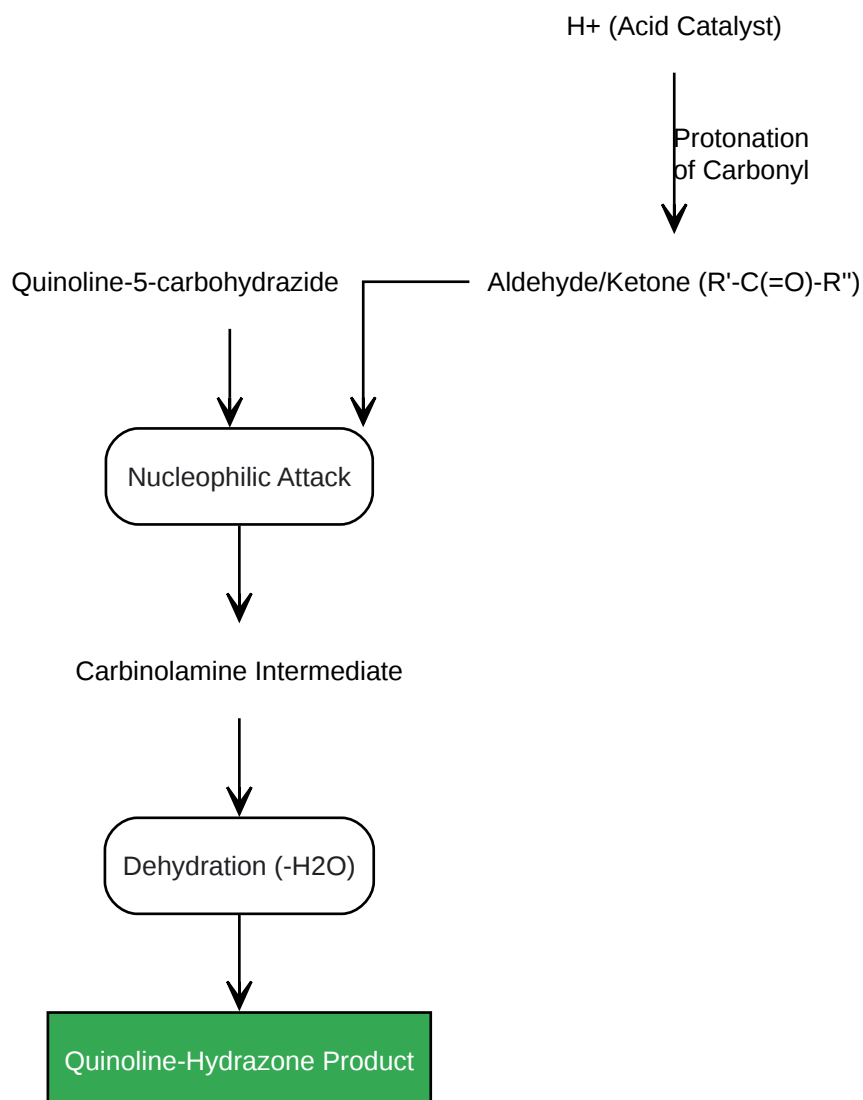 H+ (Acid Catalyst)
Protonation
of Carbonyl
Quinoline-5-carbohydrazide
Aldehyde/Ketone (R'-C(=O)-R")
Nucleophilic Attack
Carbinolamine Intermediate
Dehydration (-H2O)
Quinoline-Hydrazone Product